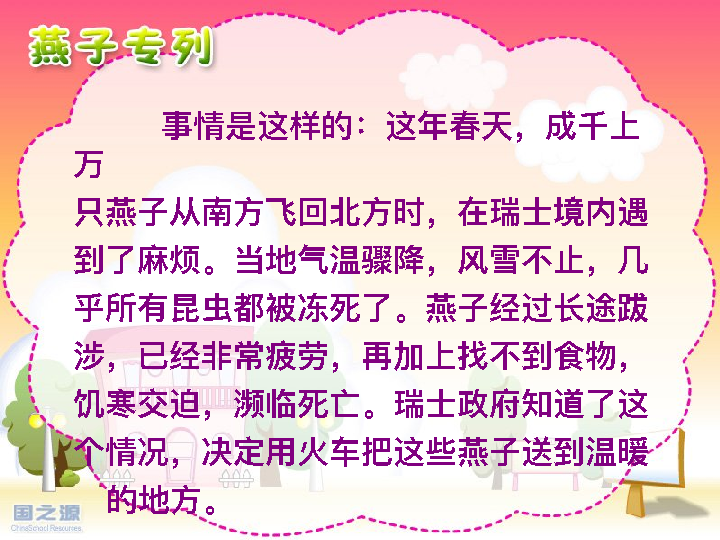 燕子专列
事情是这样的：这年春天，成千上
万
只燕子从南方飞回北方时，在瑞士境内遇
到了麻烦。当地气温骤降，风雪不止，几
乎所有昆虫都被冻死了。燕子经过长途跋
涉，已经非常疲劳，再加上找不到食物，
饥寒交迫，濒临死亡。瑞士政府知道了这
个情况，决定用火车把这些燕子送到温暖
的地方。
国之源
ChinaSchool Resources